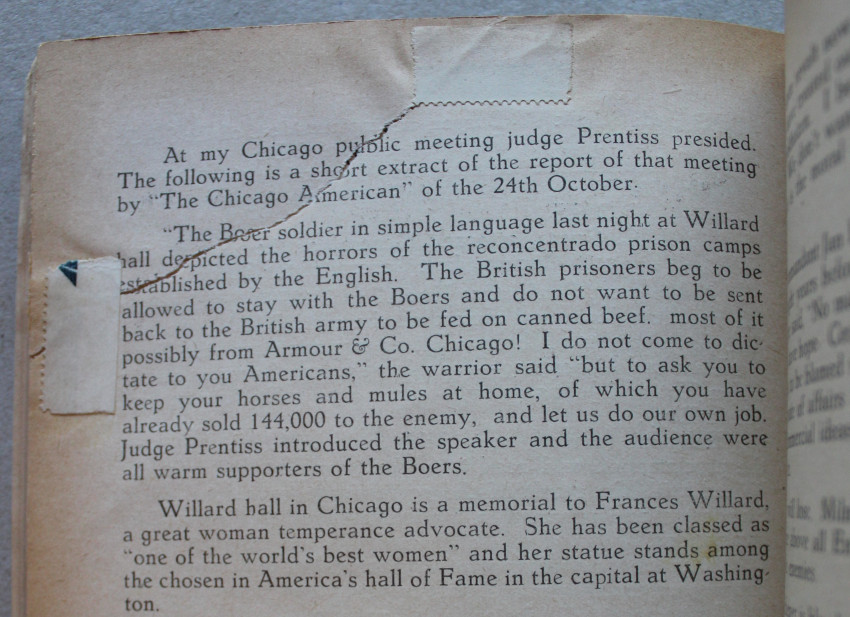 At my Chicago public meeting judge Prentiss presided.
The following is a short extract of the report of that meeting
by "The Chicago American" of the 24th October.
"The Boer soldier in simple language last night at Willard
hall depicted the horrors of the reconcentrado prison camps
established by the English. The British prisoners beg to be
allowed to stay with the Boers and do not want to be sent
back to the British army to be fed on canned beef. most of it
possibly from Armour & Co. Chicago! I do not come to dic-
tate to you Americans," the warrior said "but to ask you to
keep your horses and mules at home, of which you have
already sold 144,000 to the enemy, and let us do our own job.
Judge Prentiss introduced the speaker and the audience were
all warm supporters of the Boers.
Willard hall in Chicago is a memorial to Frances Willard,
a great woman temperance advocate. She has been classed as
"one of the world's best women" and her statue stands among
the chosen in America's hall of Fame in the capital at Washing-
ton.